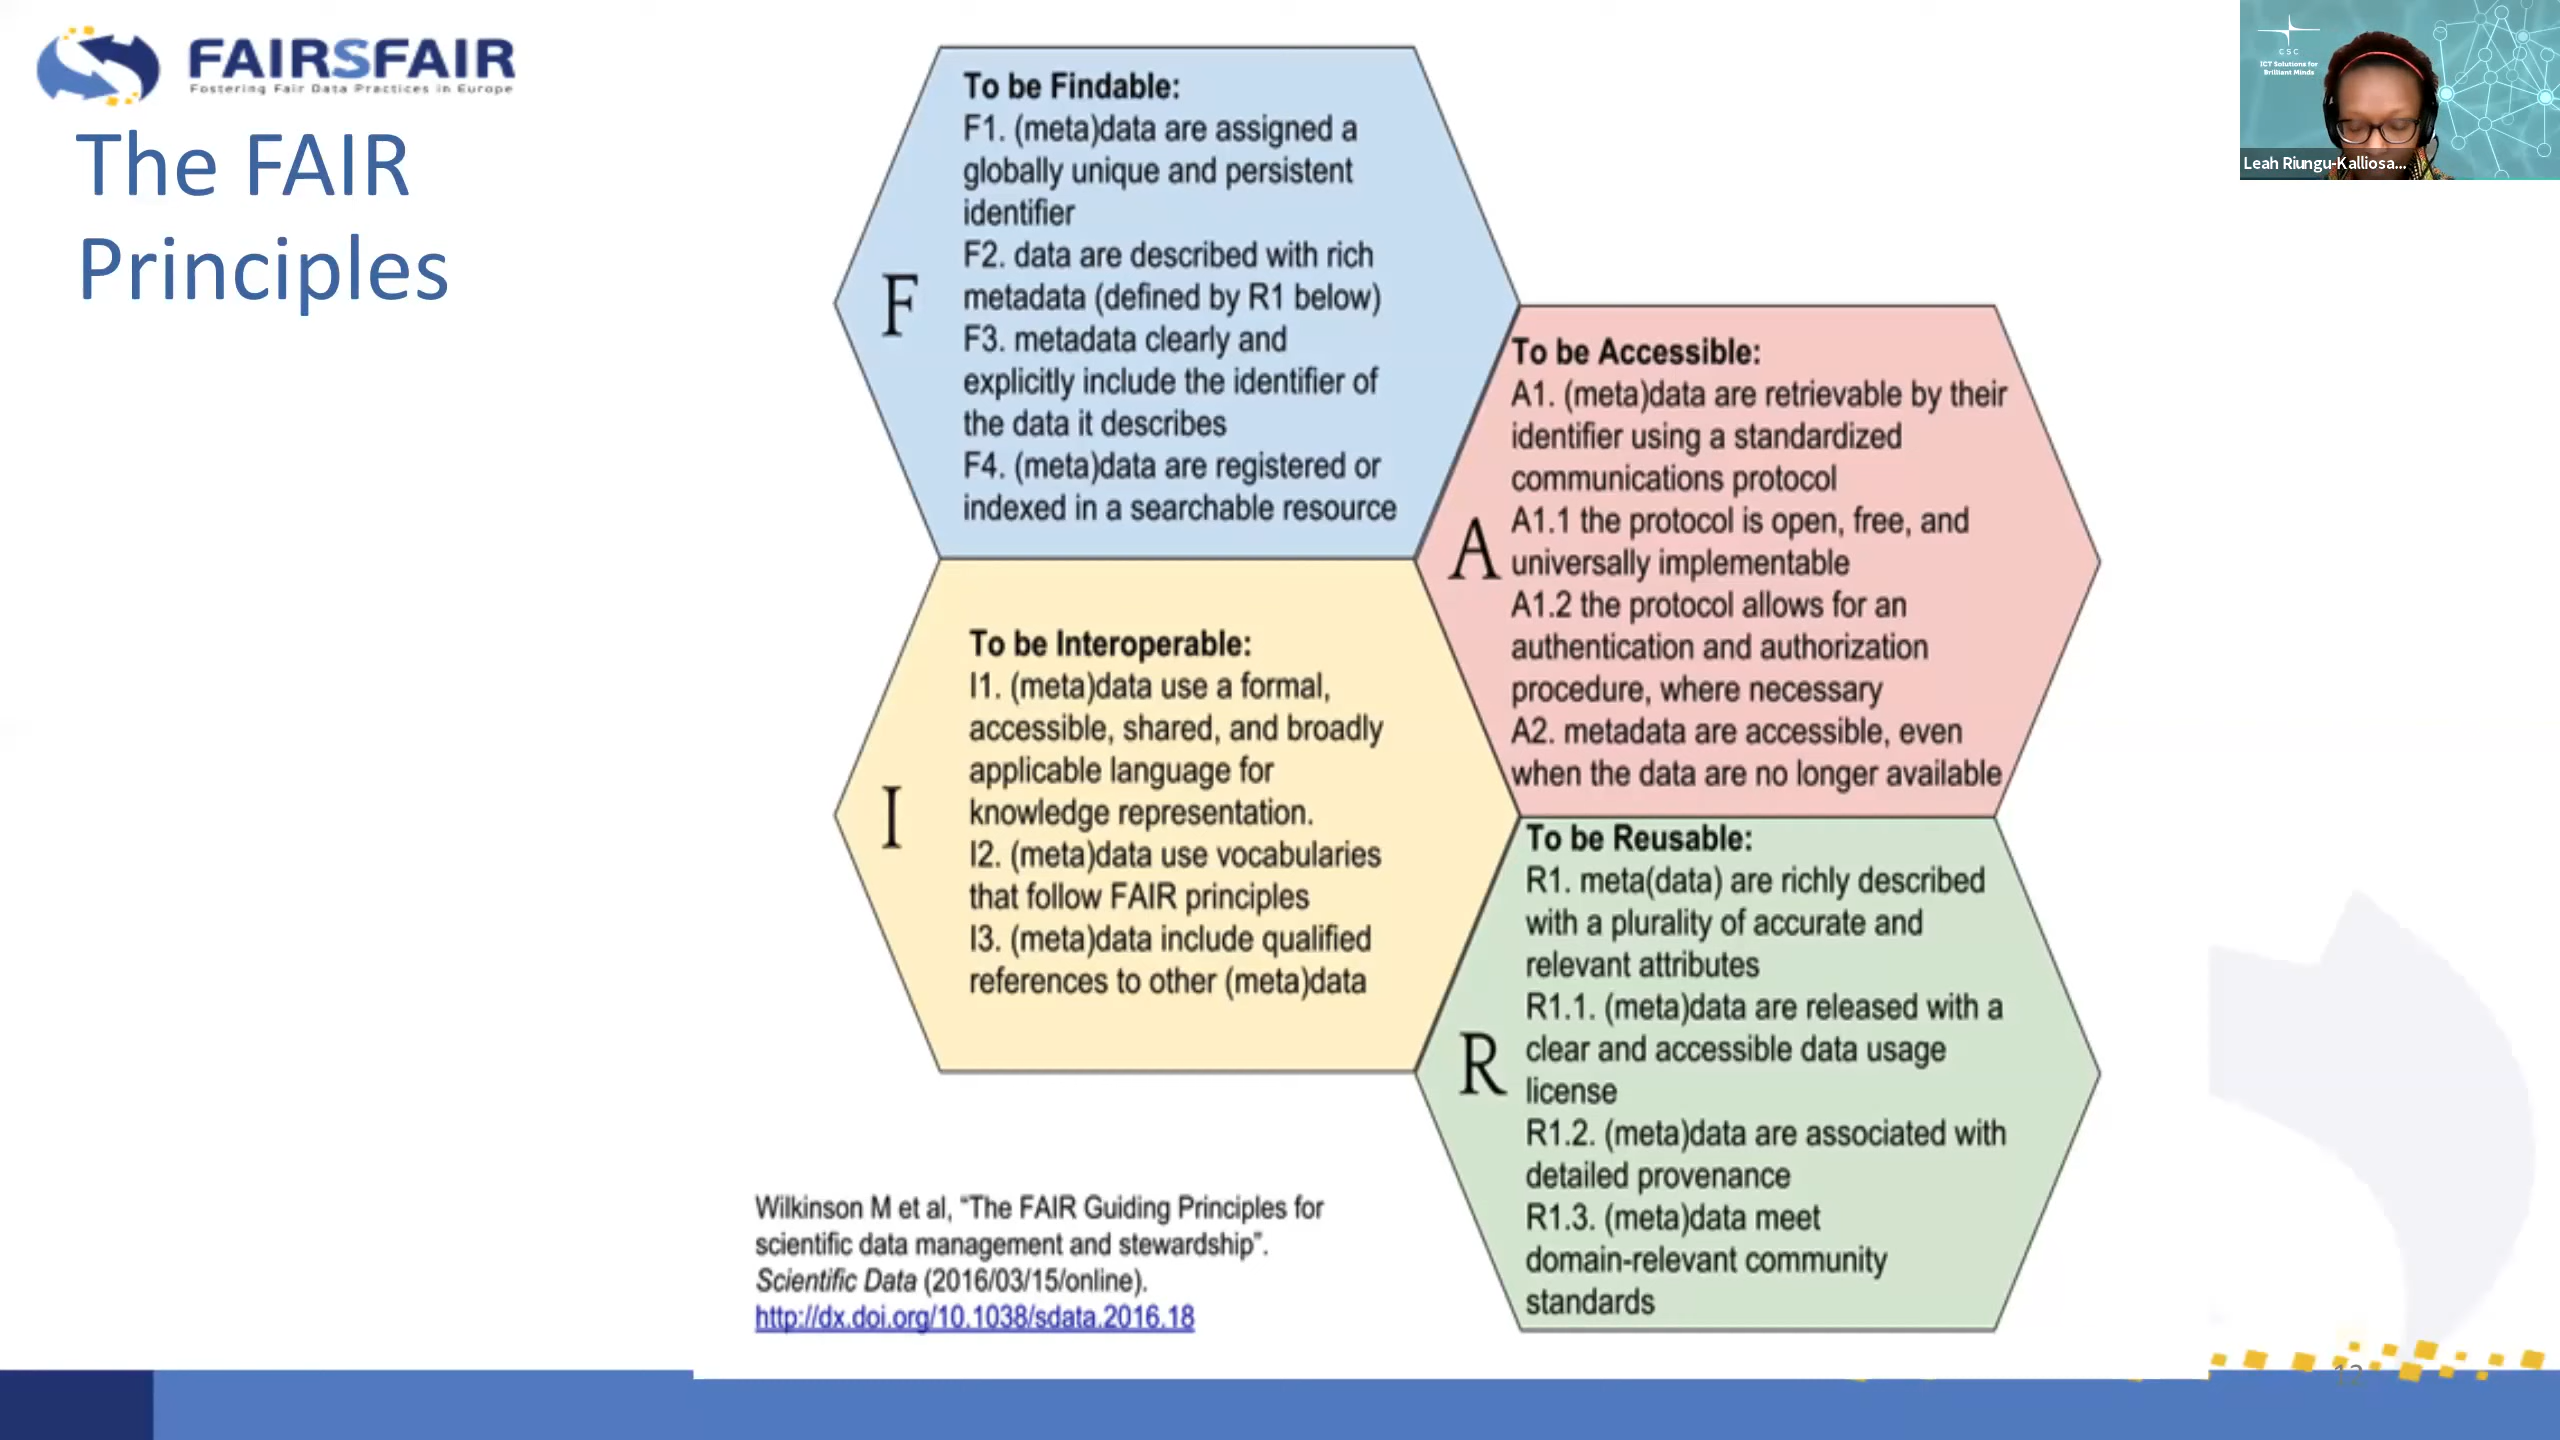 FAIRSFAIR
Fostering Fair Data Practices in Europe
The FAIR
Principles
F
To be Findable:
F1. (meta)data are assigned a
globally unique and persistent
identifier
F2. data are described with rich
metadata (defined by R1 below)
F3. metadata clearly and
explicitly include the identifier of
the data it describes
F4. (meta)data are registered or
indexed in a searchable resource
A
To be Accessible:
A1. (meta)data are retrievable by their
identifier using a standardized
communications protocol
A1.1 the protocol is open, free, and
universally implementable
A1.2 the protocol allows for an
authentication and authorization
procedure, where necessary
A2. metadata are accessible, even
when the data are no longer available
I
To be Interoperable:
I1. (meta)data use a formal,
accessible, shared, and broadly
applicable language for
knowledge representation.
I2. (meta)data use vocabularies
that follow FAIR principles
I3. (meta)data include qualified
references to other (meta)data
R
To be Reusable:
R1. meta(data) are richly described
with a plurality of accurate and
relevant attributes
R1.1. (meta)data are released with a
clear and accessible data usage
license
R1.2. (meta)data are associated with
detailed provenance
R1.3. (meta)data meet
domain-relevant community
standards
Wilkinson M et al, “The FAIR Guiding Principles for
scientific data management and stewardship”.
Scientific Data (2016/03/15/online).
http://dx.doi.org/10.1038/sdata.2016.18
CSC
ICT Solutions for
Brilliant Minds
Leah Riungu-Kalliosa...
12